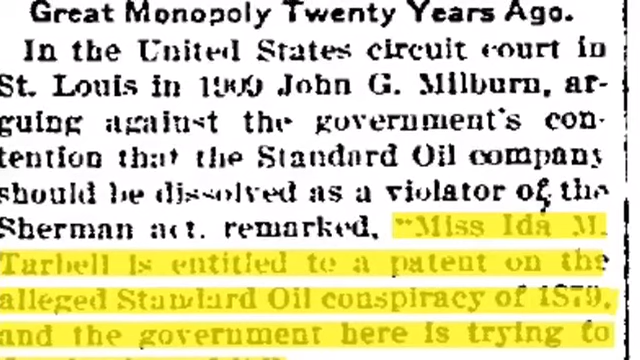 Great Monopoly Twenty Years Ago.
In the United States circuit court in
St. Louis in 1909 John G. Milburn, ar-
guing against the government's con-
tention that the Standard Oil company
should be dissolved as a violator of the
Sherman act, remarked, "Miss Ida M.
Tarbell is entitled to a patent on the
alleged Standard Oil conspiracy of 1879,
and the government here is trying to